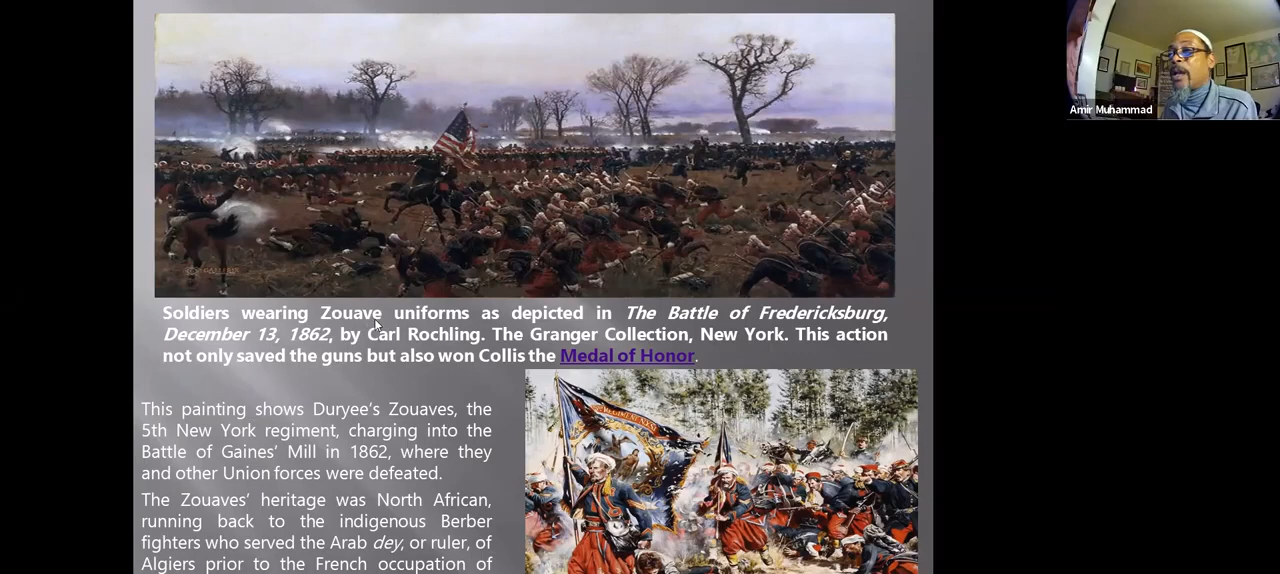 Amir Muhammad
Soldiers wearing Zouave uniforms as depicted in The Battle of Fredericksburg,
December 13, 1862, by Carl Rochling. The Granger Collection, New York. This action
not only saved the guns but also won Collis the Medal of Honor.
This painting shows Duryee’s Zouaves, the
5th New York regiment, charging into the
Battle of Gaines’ Mill in 1862, where they
and other Union forces were defeated.
The Zouaves’ heritage was North African,
running back to the indigenous Berber
fighters who served the Arab dey, or ruler, of
Algiers prior to the French occupation of